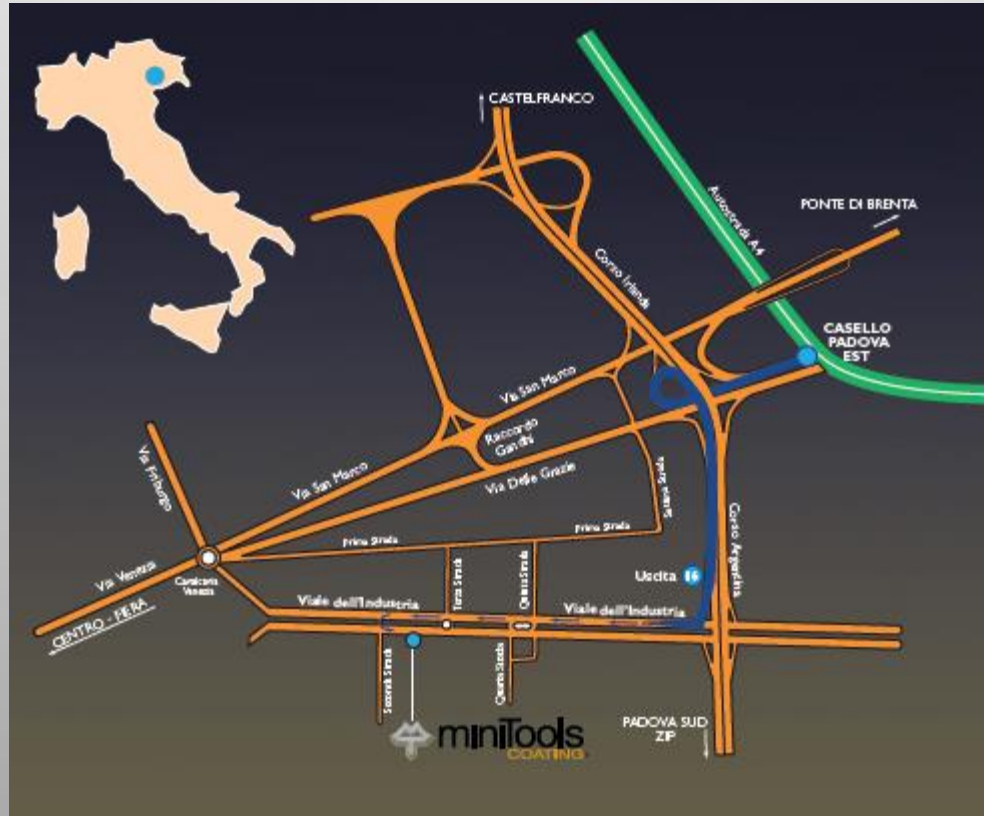 CASTELFRANCO
Autostrada A4
PONTE DI BRENTA
Corso Irlanda
CASELLO
PADOVA
EST
Via San Marco
Raccordo
Gandhi
Via Friburgo
Via San Marco
Via Delle Grazie
Settima Strada
Corso Argentina
Prima Strada
Prima Strada
Via Venezia
Cavalcavia
Venezia
Terza Strada
Quarta Strada
Uscita 16
CENTRO - FIERA
Viale dell'Industria
Viale dell'Industria
Seconda Strada
Quarta Strada
PADOVA SUD
ZIP
miniTools
COATING